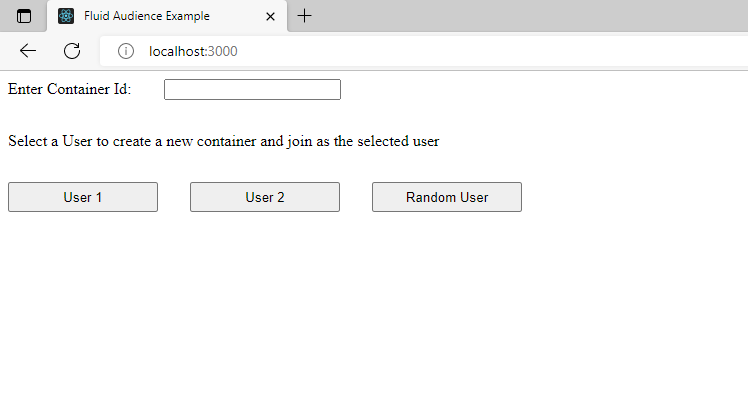 Fluid Audience Example
localhost:3000
Enter Container Id:
Select a User to create a new container and join as the selected user
User 1 User 2 Random User